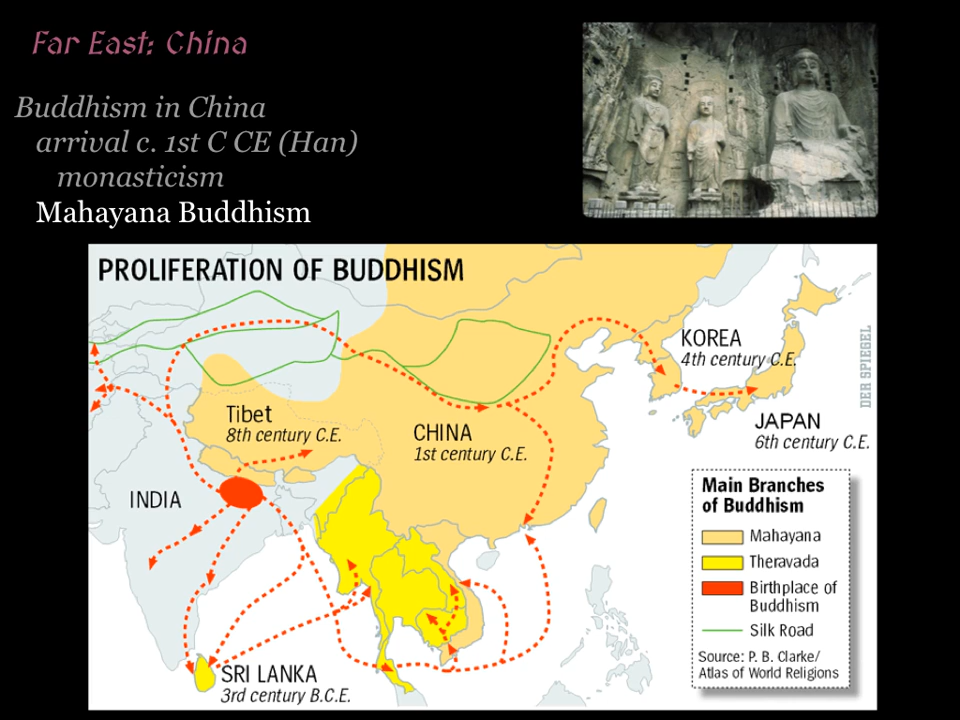 Far East: China
Buddhism in China
arrival c. 1st C CE (Han)
monasticism
Mahayana Buddhism
PROLIFERATION OF BUDDHISM
KOREA
4th century C.E.
DER SPIEGEL
Tibet
8th century C.E.
CHINA
1st century C.E.
JAPAN
6th century C.E.
INDIA
Main Branches
of Buddhism
Mahayana
Theravada
Birthplace of
Buddhism
Silk Road
Source: P. B. Clarke/
Atlas of World Religions
SRI LANKA
3rd century B.C.E.